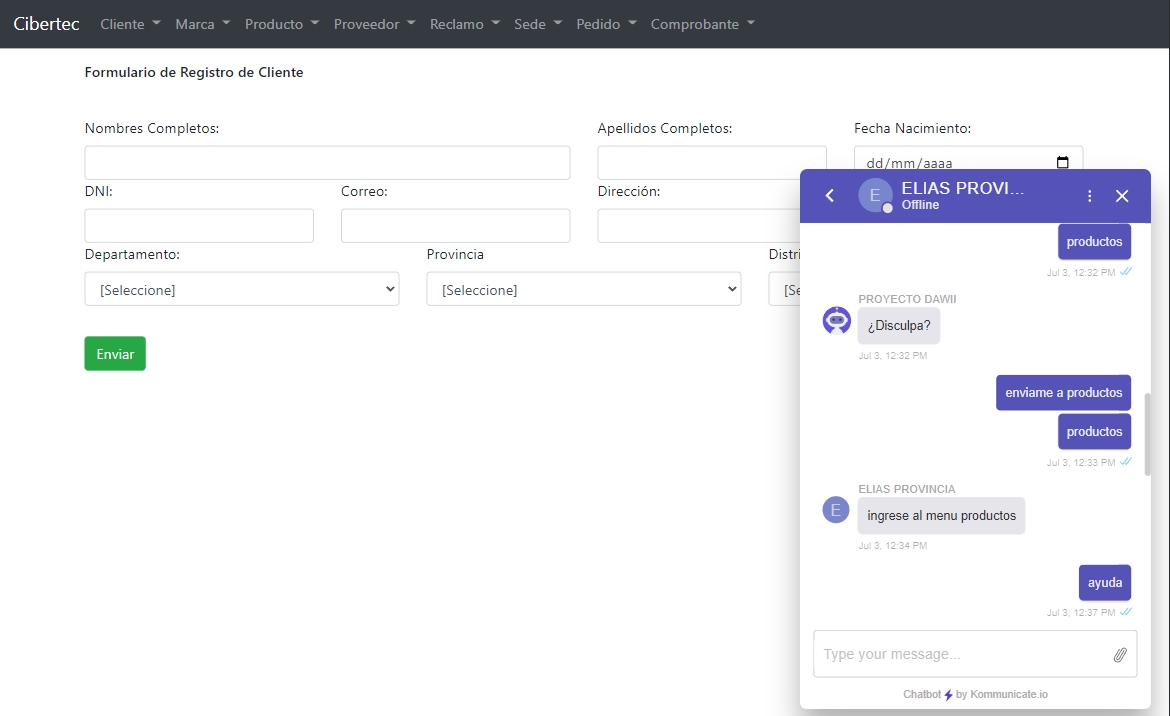 Cibertec Cliente Marca Producto Proveedor Reclamo Sede Pedido Comprobante
Formulario de Registro de Cliente
Nombres Completos: Apellidos Completos: Fecha Nacimiento:
dd/mm/aaaa
DNI: Correo: Dirección:
Departamento: Provincia Distri
[Seleccione] [Seleccione] [Se
Enviar
E ELIAS PROVI...
Offline
productos
Jul 3, 12:32 PM
PROYECTO DAWII
¿Disculpa?
Jul 3, 12:32 PM
enviame a productos
productos
Jul 3, 12:33 PM
ELIAS PROVINCIA
E ingrese al menu productos
Jul 3, 12:34 PM
ayuda
Jul 3, 12:37 PM
Type your message...
Chatbot by Kommunicate.io